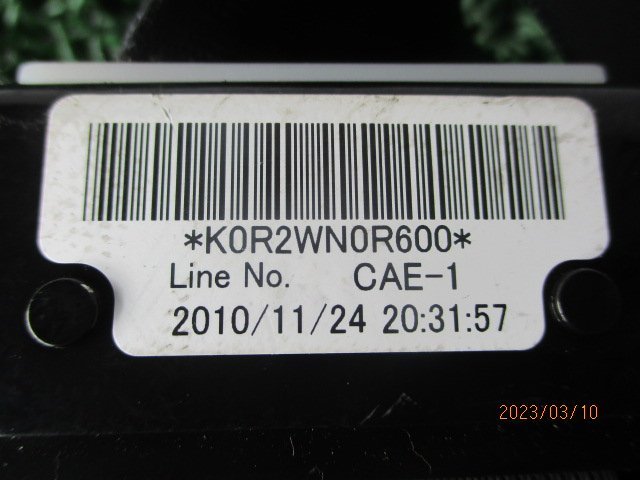 *K0R2WN0R600*
Line No. CAE-1
2010/11/24 20:31:57
2023/03/10